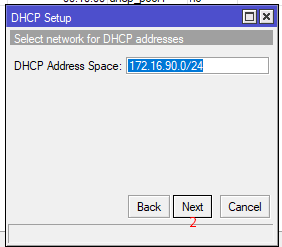 DHCP Setup
Select network for DHCP addresses
DHCP Address Space: 172.16.90.0/24
Back Next Cancel
2